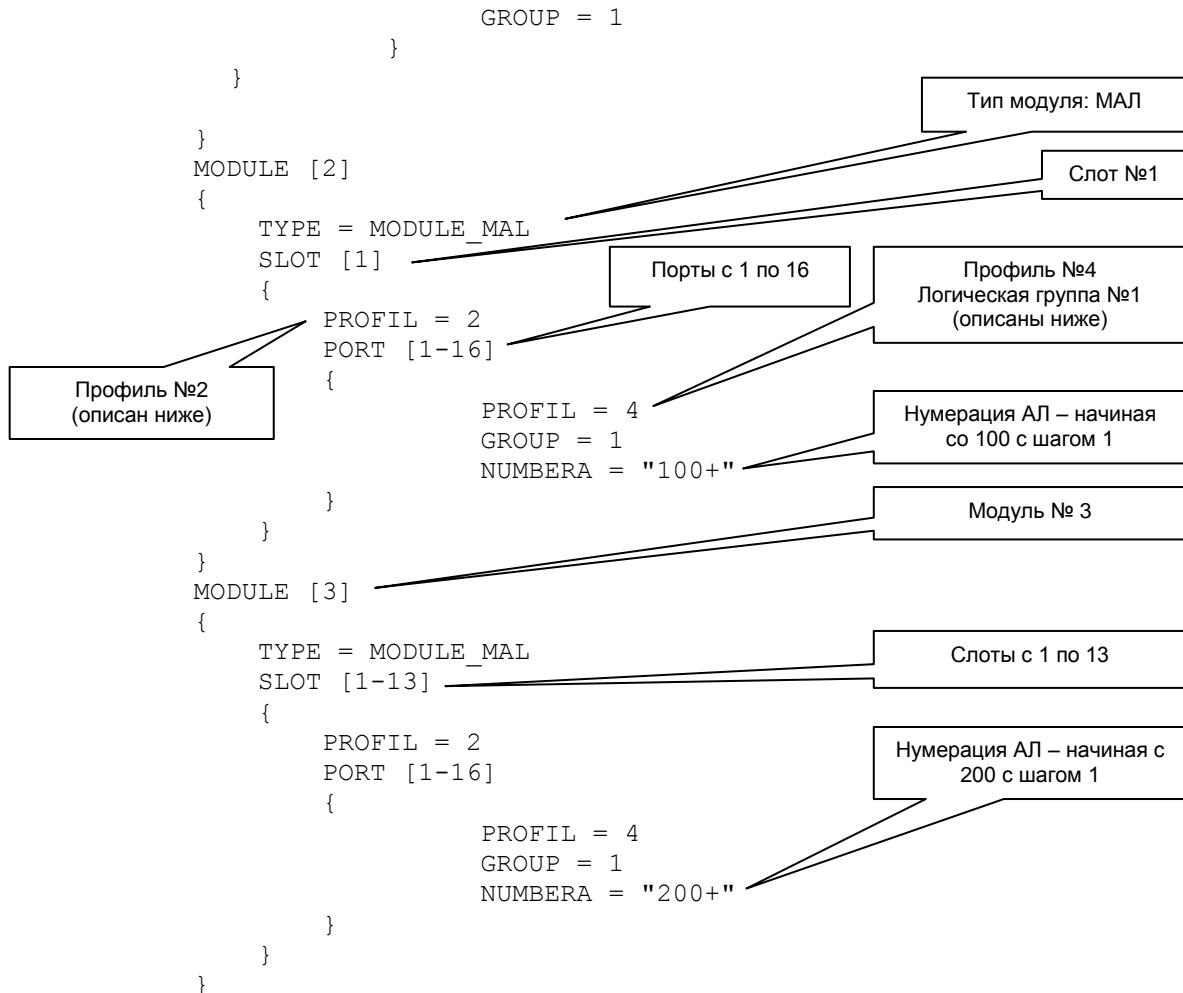 GROUP = 1
}
}
Тип модуля: МАЛ
}
MODULE [2]
Слот №1
{
TYPE = MODULE_MAL
SLOT [1]
Порты с 1 по 16
Профиль №4
Логическая группа №1
(описаны ниже)
{
PROFIL = 2
PORT [1-16]
Профиль №2
(описан ниже)
{
PROFIL = 4
GROUP = 1
NUMBERA = "100+"
Нумерация АЛ – начиная
со 100 с шагом 1
}
Модуль № 3
}
}
MODULE [3]
{
TYPE = MODULE_MAL
SLOT [1-13]
Слоты с 1 по 13
{
PROFIL = 2
PORT [1-16]
Нумерация АЛ – начиная с
200 с шагом 1
{
PROFIL = 4
GROUP = 1
NUMBERA = "200+"
}
}
}